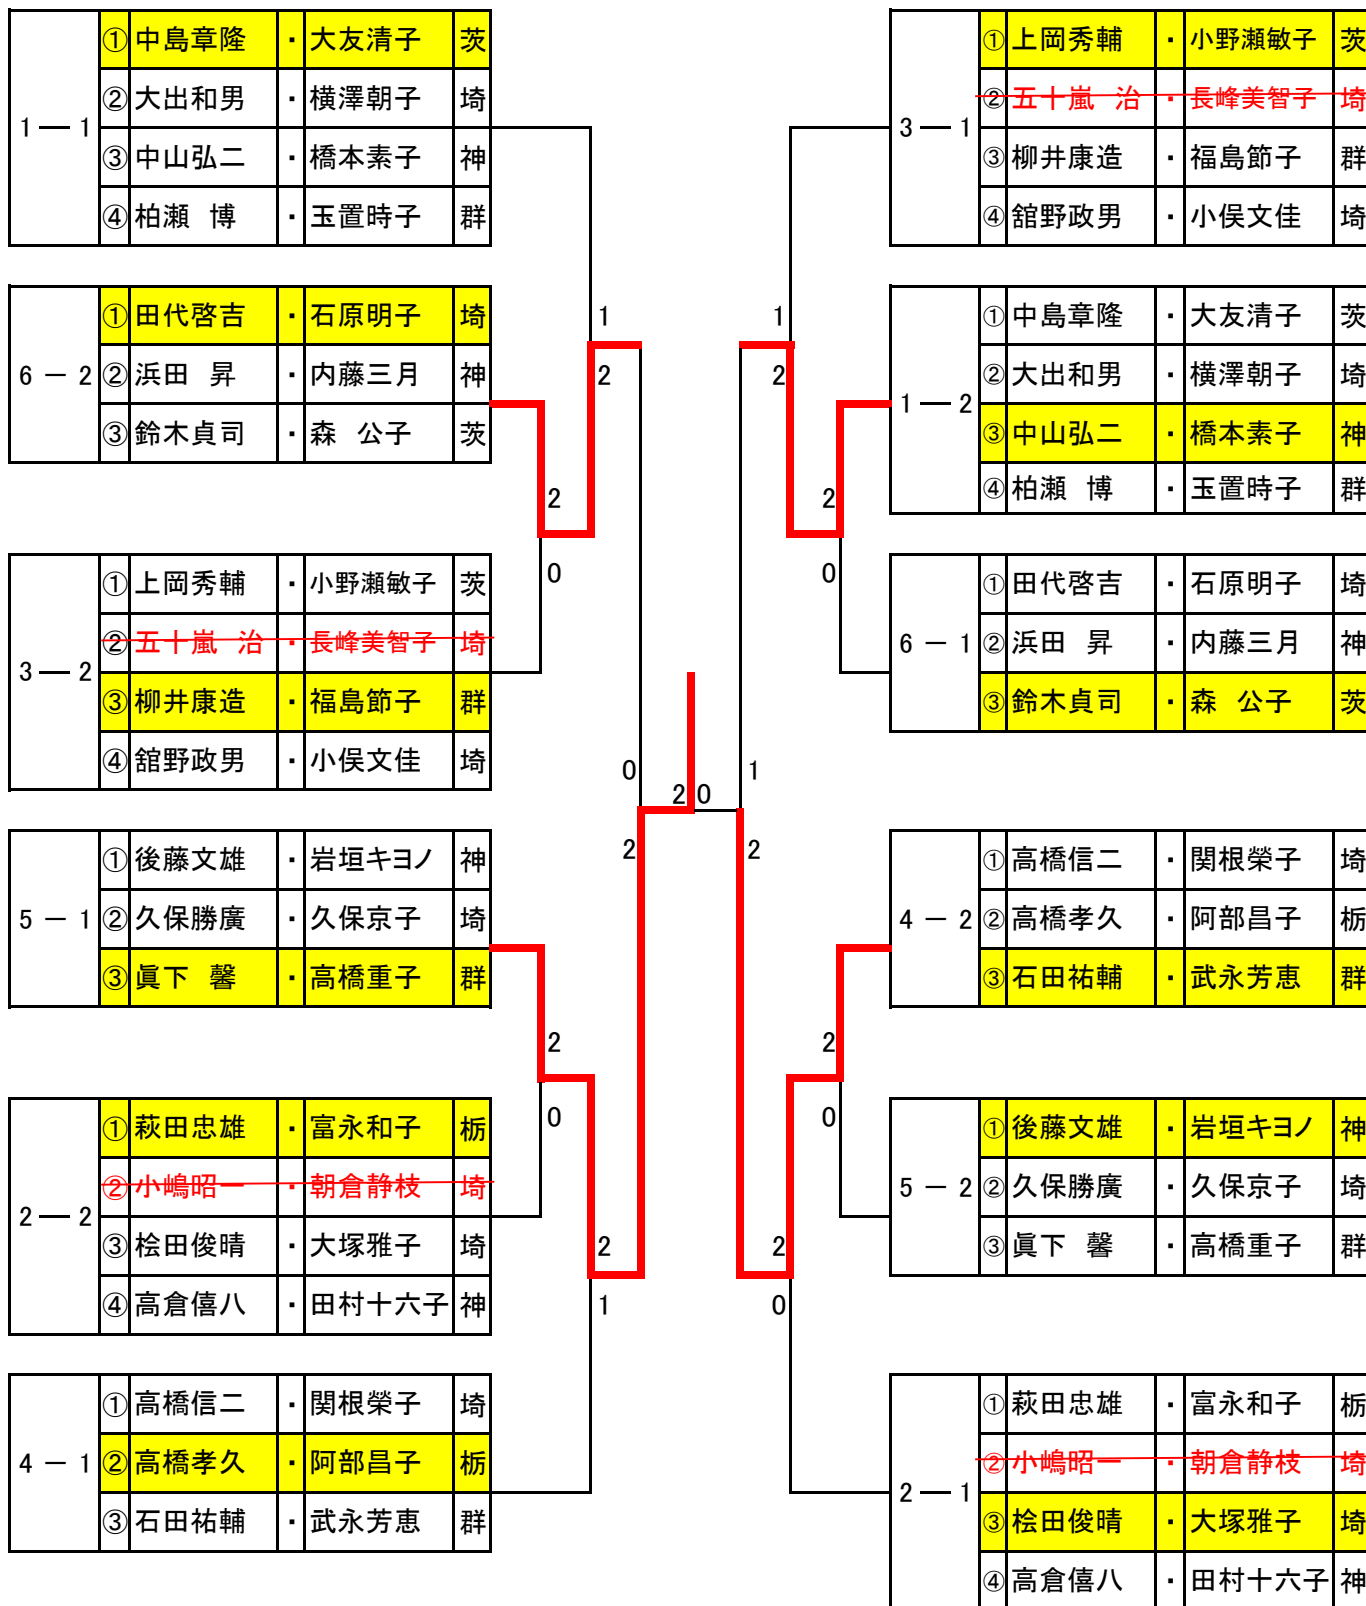 1 — 1
① 中島章隆 ・ 大友清子 茨
② 大出和男 ・ 横澤朝子 埼
③ 中山弘二 ・ 橋本素子 神
④ 柏瀬 博 ・ 玉置時子 群
6 — 2
① 田代啓吉 ・ 石原明子 埼
② 浜田 昇 ・ 内藤三月 神
③ 鈴木貞司 ・ 森 公子 茨
3 — 2
① 上岡秀輔 ・ 小野瀬敏子 茨
② 五十嵐 治 ・ 長峰美智子 埼
③ 柳井康造 ・ 福島節子 群
④ 舘野政男 ・ 小俣文佳 埼
5 — 1
① 後藤文雄 ・ 岩垣キヨノ 神
② 久保勝廣 ・ 久保京子 埼
③ 眞下 馨 ・ 高橋重子 群
2 — 2
① 萩田忠雄 ・ 富永和子 栃
② 小嶋昭一 ・ 朝倉静枝 埼
③ 桧田俊晴 ・ 大塚雅子 埼
④ 高倉僖八 ・ 田村十六子 神
4 — 1
① 高橋信二 ・ 関根榮子 埼
② 高橋孝久 ・ 阿部昌子 栃
③ 石田祐輔 ・ 武永芳恵 群
1
2
2
0
0
2
2
0
2
1
2 0
1
2
2
0
1
2
2
0
2
0
3 — 1
① 上岡秀輔 ・ 小野瀬敏子 茨
② 五十嵐 治 ・ 長峰美智子 埼
③ 柳井康造 ・ 福島節子 群
④ 舘野政男 ・ 小俣文佳 埼
1 — 2
① 中島章隆 ・ 大友清子 茨
② 大出和男 ・ 横澤朝子 埼
③ 中山弘二 ・ 橋本素子 神
④ 柏瀬 博 ・ 玉置時子 群
6 — 1
① 田代啓吉 ・ 石原明子 埼
② 浜田 昇 ・ 内藤三月 神
③ 鈴木貞司 ・ 森 公子 茨
4 — 2
① 高橋信二 ・ 関根榮子 埼
② 高橋孝久 ・ 阿部昌子 栃
③ 石田祐輔 ・ 武永芳恵 群
5 — 2
① 後藤文雄 ・ 岩垣キヨノ 神
② 久保勝廣 ・ 久保京子 埼
③ 眞下 馨 ・ 高橋重子 群
2 — 1
① 萩田忠雄 ・ 富永和子 栃
② 小嶋昭一 ・ 朝倉静枝 埼
③ 桧田俊晴 ・ 大塚雅子 埼
④ 高倉僖八 ・ 田村十六子 神